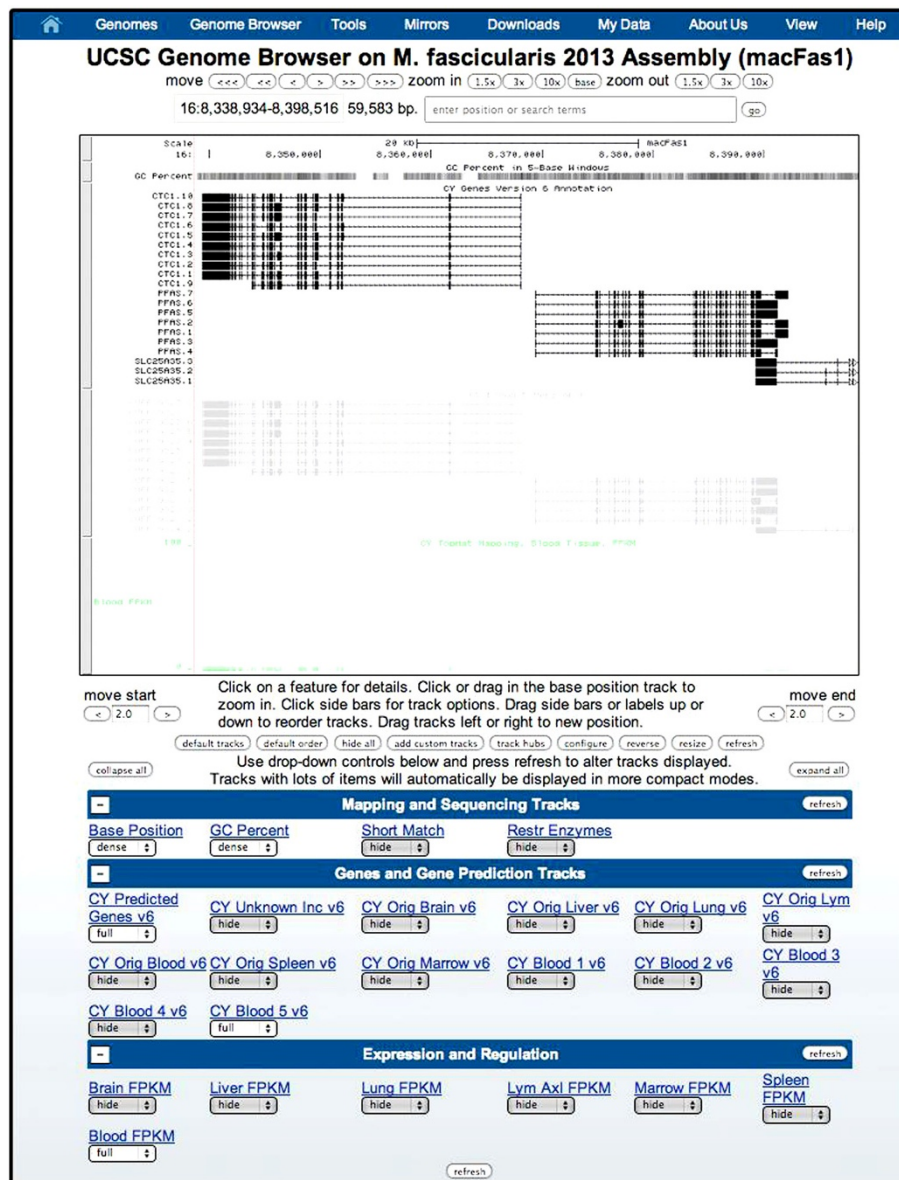 Genomes Genome Browser Tools Mirrors Downloads My Data About Us View Help
UCSC Genome Browser on M. fascicularis 2013 Assembly (macFas1)
move <<< << < > >> >>> zoom in 1.5x 3x 10x base zoom out 1.5x 3x 10x
16:8,338,934-8,398,516 59,583 bp. enter position or search terms go
Scale 20 kb macFas1
16: 8,350,000 8,360,000 8,370,000 8,380,000 8,390,000
GC Percent in 5-Base Windows
GC Percent
CY Genes Version 6 Annotation
CTC1.10
CTC1.8
CTC1.7
CTC1.6
CTC1.5
CTC1.4
CTC1.3
CTC1.2
CTC1.1
CTC1.9
PFAS.7
PFAS.6
PFAS.5
PFAS.2
PFAS.1
PFAS.3
PFAS.4
SLC25A35.3
SLC25A35.2
SLC25A35.1
CY Tophat Mapping, Blood Tissue, FPKM
Blood FPKM
move start < 2.0 >
Click on a feature for details. Click or drag in the base position track to
zoom in. Click side bars for track options. Drag side bars or labels up or
down to reorder tracks. Drag tracks left or right to new position.
move end < 2.0 >
default tracks default order hide all add custom tracks track hubs configure reverse resize refresh
collapse all
Use drop-down controls below and press refresh to alter tracks displayed.
Tracks with lots of items will automatically be displayed in more compact modes.
expand all
- Mapping and Sequencing Tracks refresh
Base Position GC Percent Short Match Restr Enzymes
dense dense hide hide
- Genes and Gene Prediction Tracks refresh
CY Predicted Genes v6 CY Unknown Inc v6 CY Orig Brain v6 CY Orig Liver v6 CY Orig Lung v6 CY Orig Lym v6
full hide hide hide hide hide
CY Orig Blood v6 CY Orig Spleen v6 CY Orig Marrow v6 CY Blood 1 v6 CY Blood 2 v6 CY Blood 3 v6
hide hide hide hide hide hide
CY Blood 4 v6 CY Blood 5 v6
hide full
- Expression and Regulation refresh
Brain FPKM Liver FPKM Lung FPKM Lym Axl FPKM Marrow FPKM Spleen FPKM
hide hide hide hide hide hide
Blood FPKM
full
refresh